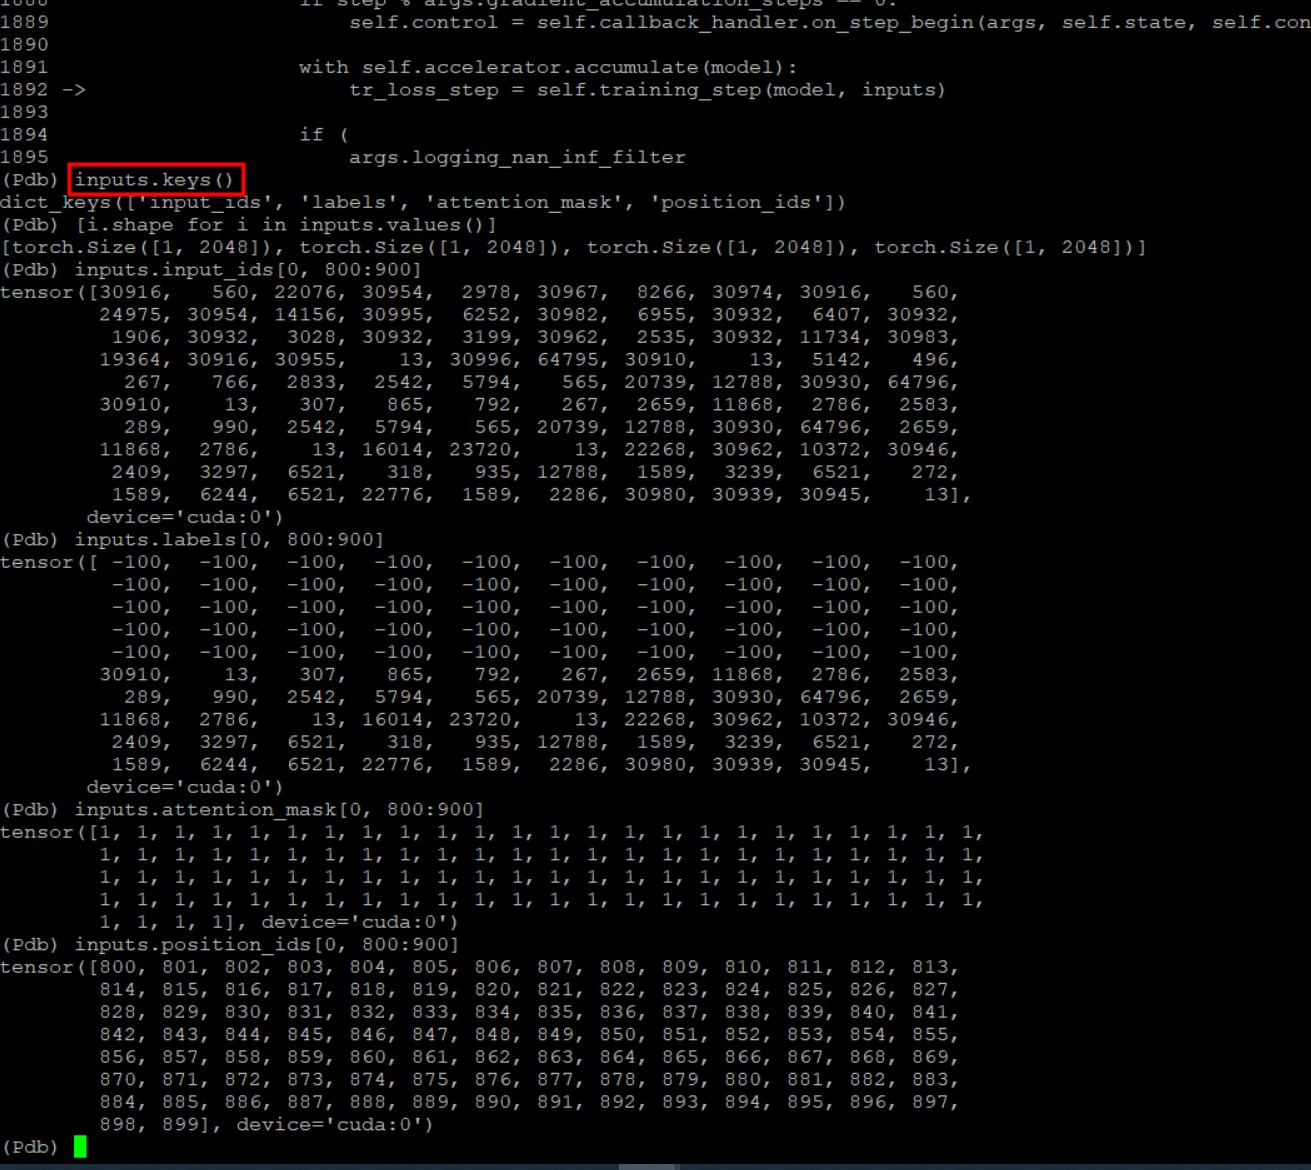 1888                    if step % args.gradient_accumulation_steps == 0:
1889                        self.control = self.callback_handler.on_step_begin(args, self.state, self.con
1890
1891                    with self.accelerator.accumulate(model):
1892 ->                     tr_loss_step = self.training_step(model, inputs)
1893
1894                    if (
1895                        args.logging_nan_inf_filter
(Pdb) inputs.keys()
dict_keys(['input_ids', 'labels', 'attention_mask', 'position_ids'])
(Pdb) [i.shape for i in inputs.values()]
[torch.Size([1, 2048]), torch.Size([1, 2048]), torch.Size([1, 2048]), torch.Size([1, 2048])]
(Pdb) inputs.input_ids[0, 800:900]
tensor([30916,   560, 22076, 30954,  2978, 30967,  8266, 30974, 30916,   560,
        24975, 30954, 14156, 30995,  6252, 30982,  6955, 30932,  6407, 30932,
         1906, 30932,  3028, 30932,  3199, 30962,  2535, 30932, 11734, 30983,
        19364, 30916, 30955,    13, 30996, 64795, 30910,    13,  5142,   496,
          267,   766,  2833,  2542,  5794,   565, 20739, 12788, 30930, 64796,
        30910,    13,   307,   865,   792,   267,  2659, 11868,  2786,  2583,
          289,   990,  2542,  5794,   565, 20739, 12788, 30930, 64796,  2659,
        11868,  2786,    13, 16014, 23720,    13, 22268, 30962, 10372, 30946,
         2409,  3297,  6521,   318,   935, 12788,  1589,  3239,  6521,   272,
         1589,  6244,  6521, 22776,  1589,  2286, 30980, 30939, 30945,    13],
       device='cuda:0')
(Pdb) inputs.labels[0, 800:900]
tensor([ -100,  -100,  -100,  -100,  -100,  -100,  -100,  -100,  -100,  -100,
         -100,  -100,  -100,  -100,  -100,  -100,  -100,  -100,  -100,  -100,
         -100,  -100,  -100,  -100,  -100,  -100,  -100,  -100,  -100,  -100,
         -100,  -100,  -100,  -100,  -100,  -100,  -100,  -100,  -100,  -100,
         -100,  -100,  -100,  -100,  -100,  -100,  -100,  -100,  -100,  -100,
        30910,    13,   307,   865,   792,   267,  2659, 11868,  2786,  2583,
          289,   990,  2542,  5794,   565, 20739, 12788, 30930, 64796,  2659,
        11868,  2786,    13, 16014, 23720,    13, 22268, 30962, 10372, 30946,
         2409,  3297,  6521,   318,   935, 12788,  1589,  3239,  6521,   272,
         1589,  6244,  6521, 22776,  1589,  2286, 30980, 30939, 30945,    13],
       device='cuda:0')
(Pdb) inputs.attention_mask[0, 800:900]
tensor([1, 1, 1, 1, 1, 1, 1, 1, 1, 1, 1, 1, 1, 1, 1, 1, 1, 1, 1, 1, 1, 1, 1, 1,
        1, 1, 1, 1, 1, 1, 1, 1, 1, 1, 1, 1, 1, 1, 1, 1, 1, 1, 1, 1, 1, 1, 1, 1,
        1, 1, 1, 1, 1, 1, 1, 1, 1, 1, 1, 1, 1, 1, 1, 1, 1, 1, 1, 1, 1, 1, 1, 1,
        1, 1, 1, 1, 1, 1, 1, 1, 1, 1, 1, 1, 1, 1, 1, 1, 1, 1, 1, 1, 1, 1, 1, 1,
        1, 1, 1, 1], device='cuda:0')
(Pdb) inputs.position_ids[0, 800:900]
tensor([800, 801, 802, 803, 804, 805, 806, 807, 808, 809, 810, 811, 812, 813,
        814, 815, 816, 817, 818, 819, 820, 821, 822, 823, 824, 825, 826, 827,
        828, 829, 830, 831, 832, 833, 834, 835, 836, 837, 838, 839, 840, 841,
        842, 843, 844, 845, 846, 847, 848, 849, 850, 851, 852, 853, 854, 855,
        856, 857, 858, 859, 860, 861, 862, 863, 864, 865, 866, 867, 868, 869,
        870, 871, 872, 873, 874, 875, 876, 877, 878, 879, 880, 881, 882, 883,
        884, 885, 886, 887, 888, 889, 890, 891, 892, 893, 894, 895, 896, 897,
        898, 899], device='cuda:0')
(Pdb)